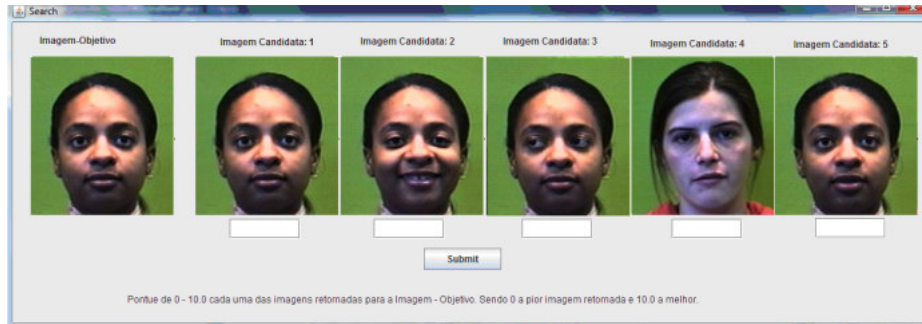 Search
Imagem-Objetivo
Imagem Candidata: 1
Imagem Candidata: 2
Imagem Candidata: 3
Imagem Candidata: 4
Imagem Candidata: 5
Submit
Pontue de 0 - 10.0 cada uma das imagens retornadas para a Imagem - Objetivo. Sendo 0 a pior imagem retornada e 10.0 a melhor.